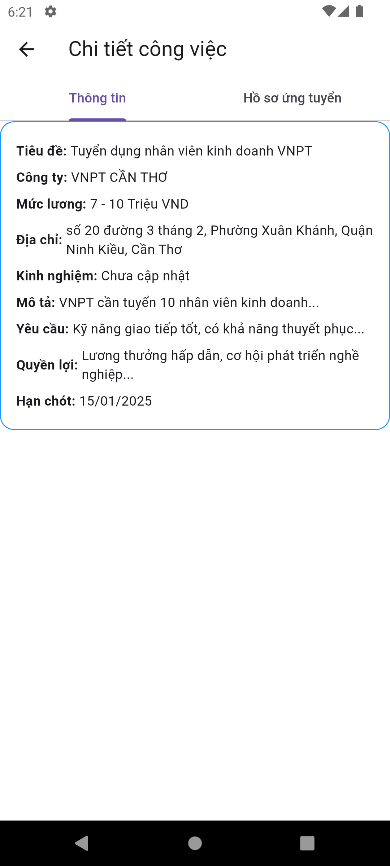 6:21
Chi tiết công việc
Thông tin
Hồ sơ ứng tuyển
Tiêu đề: Tuyển dụng nhân viên kinh doanh VNPT
Công ty: VNPT CẦN THƠ
Mức lương: 7 - 10 Triệu VND
Địa chỉ: số 20 đường 3 tháng 2, Phường Xuân Khánh, Quận
Ninh Kiều, Cần Thơ
Kinh nghiệm: Chưa cập nhật
Mô tả: VNPT cần tuyển 10 nhân viên kinh doanh...
Yêu cầu: Kỹ năng giao tiếp tốt, có khả năng thuyết phục...
Quyền lợi: Lương thưởng hấp dẫn, cơ hội phát triển nghề
nghiệp...
Hạn chót: 15/01/2025